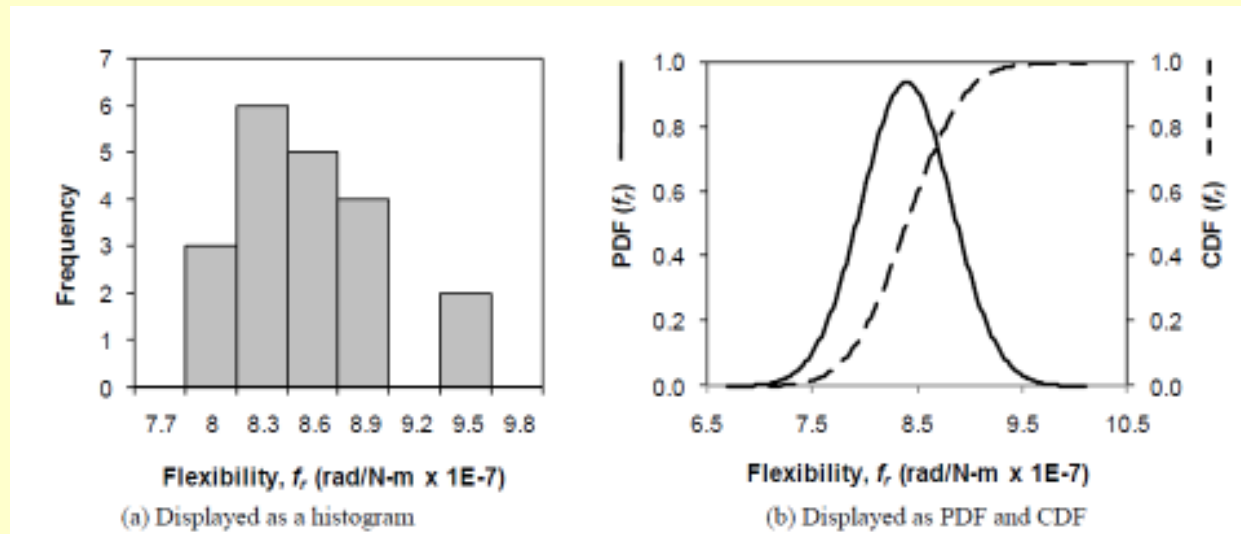 7
6
5
4
3
2
1
0
Frequency
7.7 8 8.3 8.6 8.9 9.2 9.5 9.8
Flexibility, fr (rad/N-m x 1E-7)
(a) Displayed as a histogram
1.0
0.8
0.6
0.4
0.2
0.0
PDF (fr)
1.0
0.8
0.6
0.4
0.2
0.0
CDF (fr)
6.5 7.5 8.5 9.5 10.5
Flexibility, fr (rad/N-m x 1E-7)
(b) Displayed as PDF and CDF